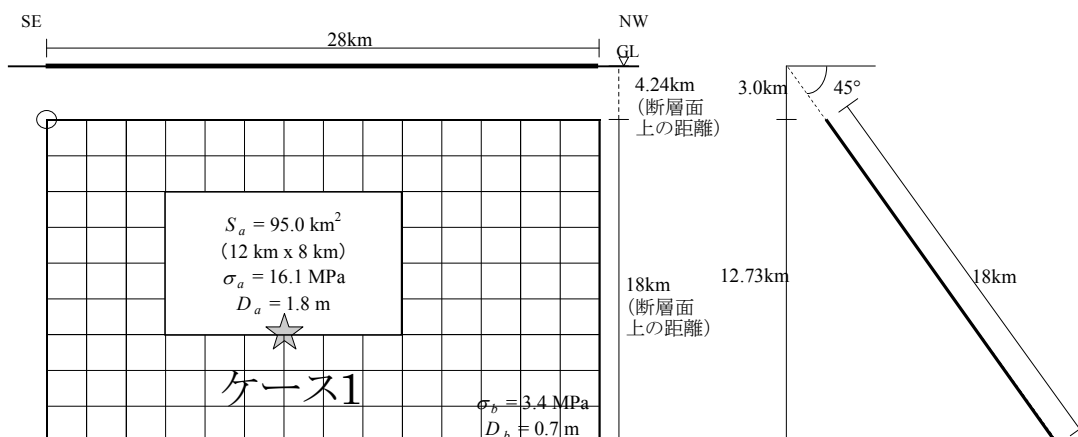 SE
NW
28km
GL
4.24km
（断層面
上の距離）
3.0km
45°
S_a = 95.0 km²
（12 km x 8 km）
σ_a = 16.1 MPa
D_a = 1.8 m
18km
（断層面
上の距離）
12.73km
18km
ケース1
σ_b = 3.4 MPa
D_b = 0.7 m